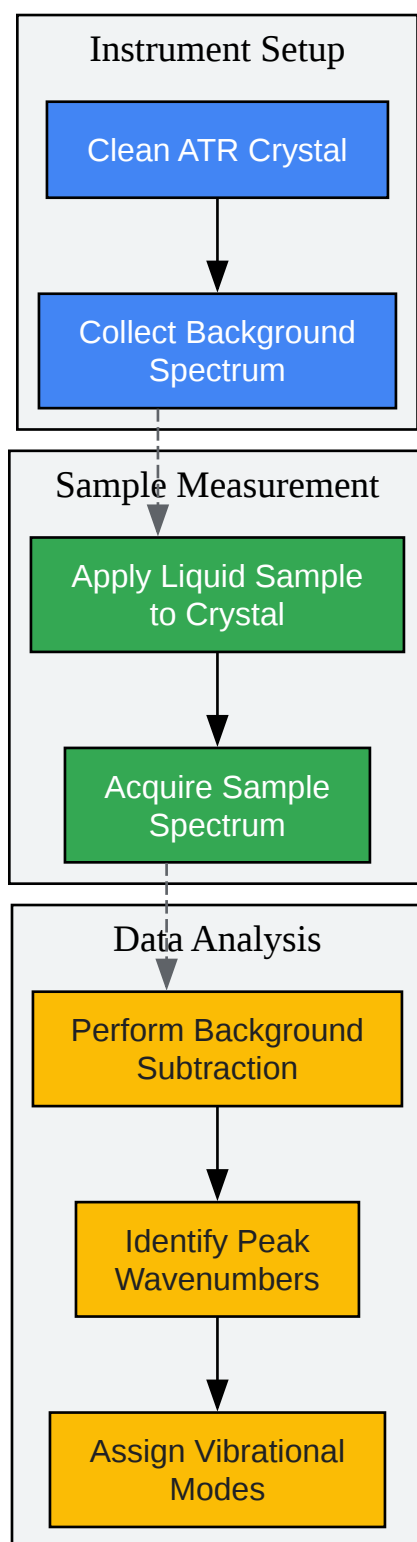 Instrument Setup
Clean ATR Crystal
Collect Background
Spectrum
Sample Measurement
Apply Liquid Sample
to Crystal
Acquire Sample
Spectrum
Data Analysis
Perform Background
Subtraction
Identify Peak
Wavenumbers
Assign Vibrational
Modes